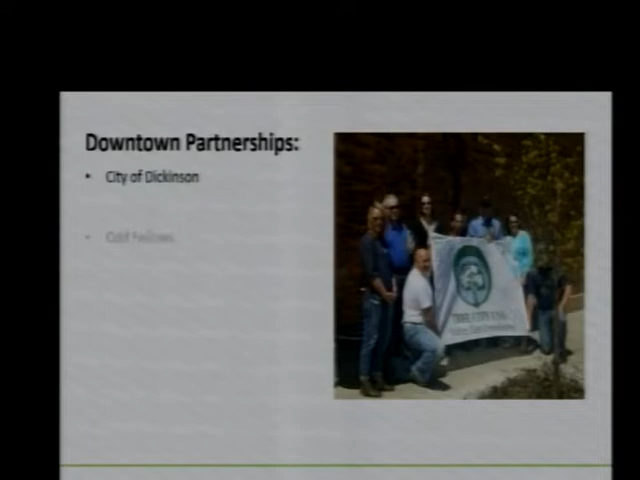 Downtown Partnerships:
• City of Dickinson
• Odd Fellows
TREE CITY USA